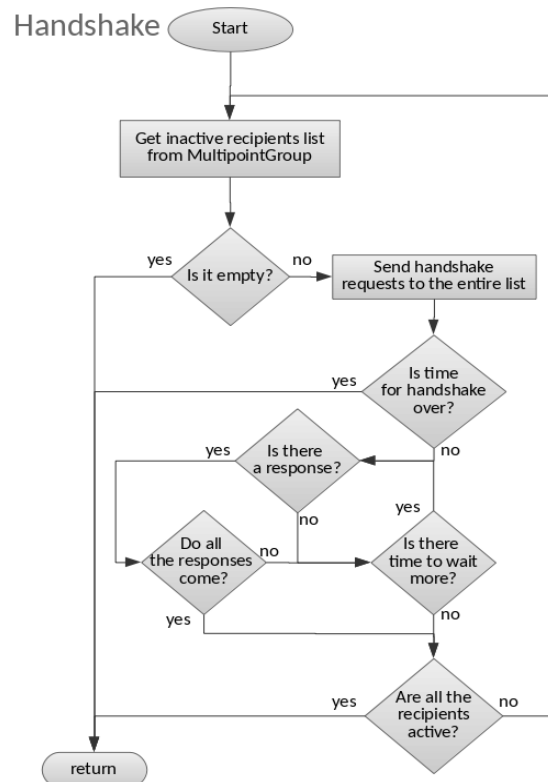 Handshake
Start
Get inactive recipients list
from MultipointGroup
yes
Is it empty?
no
Send handshake
requests to the entire list
yes
Is time
for handshake
over?
no
yes
Is there
a response?
no
yes
Do all
the responses
come?
no
Is there
time to wait
more?
yes
no
yes
Are all the
recipients
active?
no
return